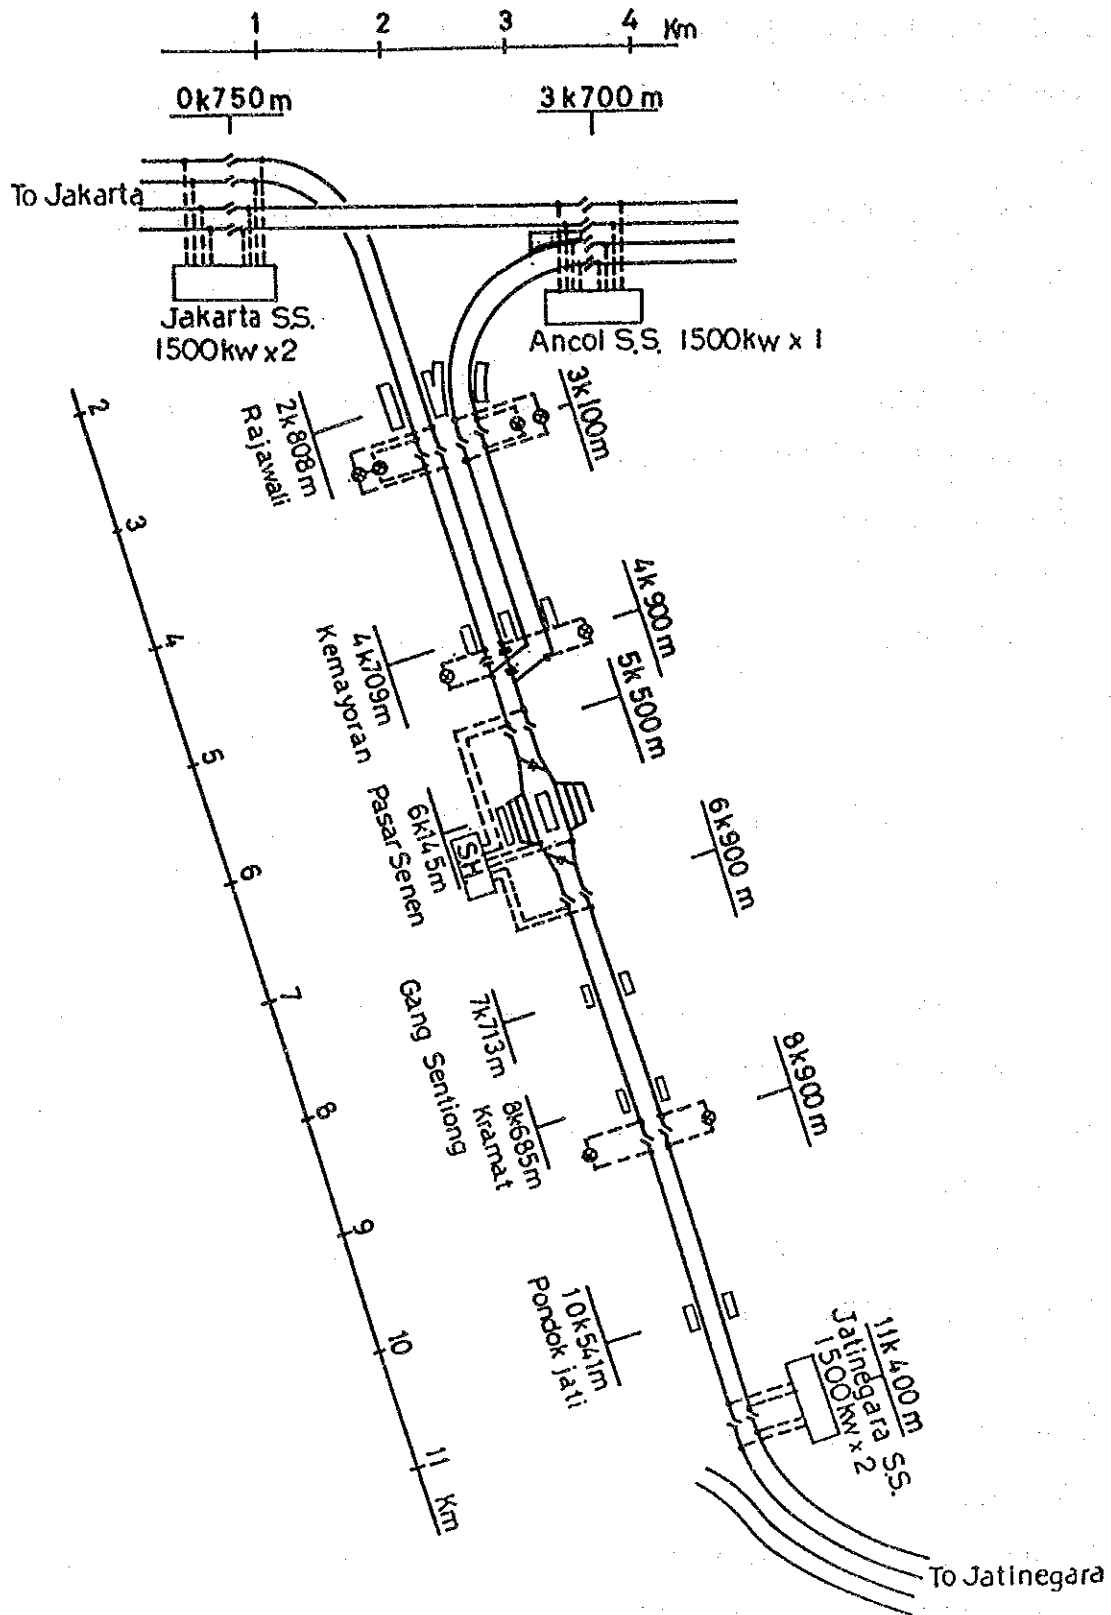 1 2 3 4 Km
0k750m
3k700m
To Jakarta
Jakarta S.S.
1500kw x2
Ancol S.S. 1500kw x 1
2
3
4
5
6
7
8
9
10
11
Km
2k808m
Rajawali
3k100m
4k709m
Kemayoran
4k900m
5k500m
6k145m
Pasar Senen
SH
6k900m
7k713m
Gang Sentiong
8k685m
Kramat
8k900m
10k541m
Pondok jati
11k400m
Jatinegara S.S.
1500kw x 2
To Jatinegara